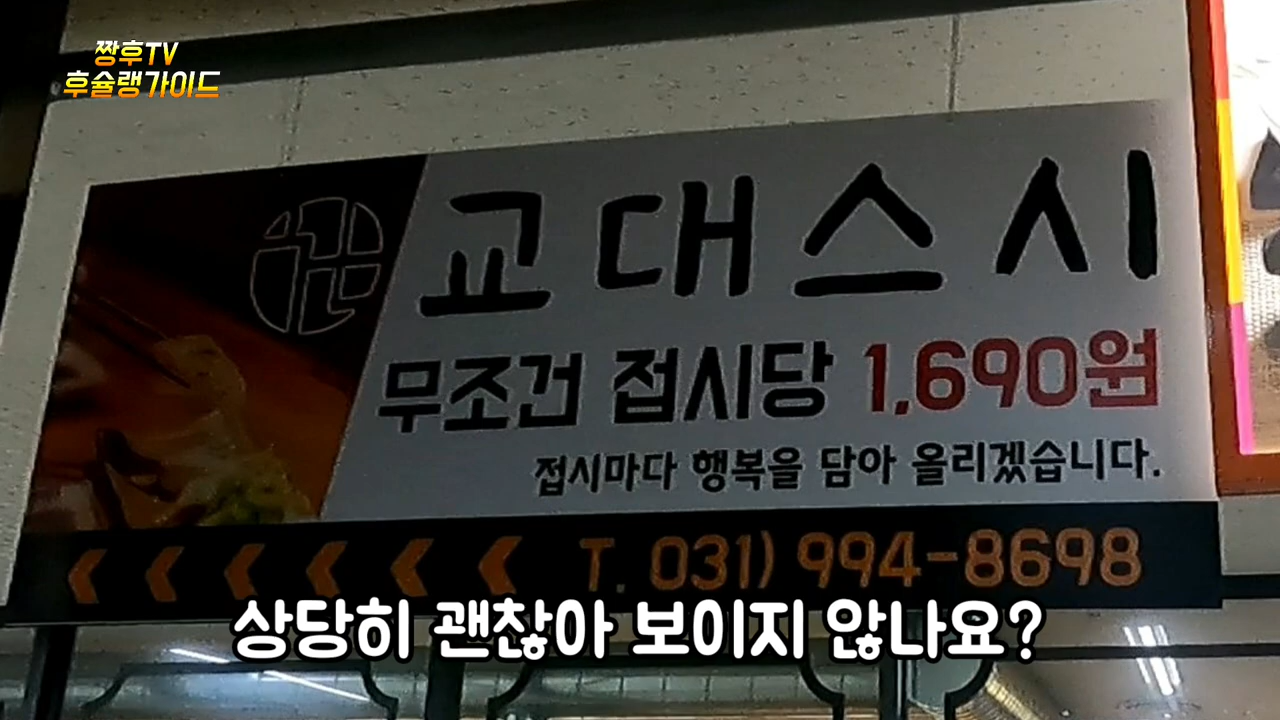 짱후TV
후슐랭가이드
교대스시
무조건 접시당 1,690원
접시마다 행복을 담아 올리겠습니다.
T. 031) 994-8698
상당히 괜찮아 보이지 않나요?